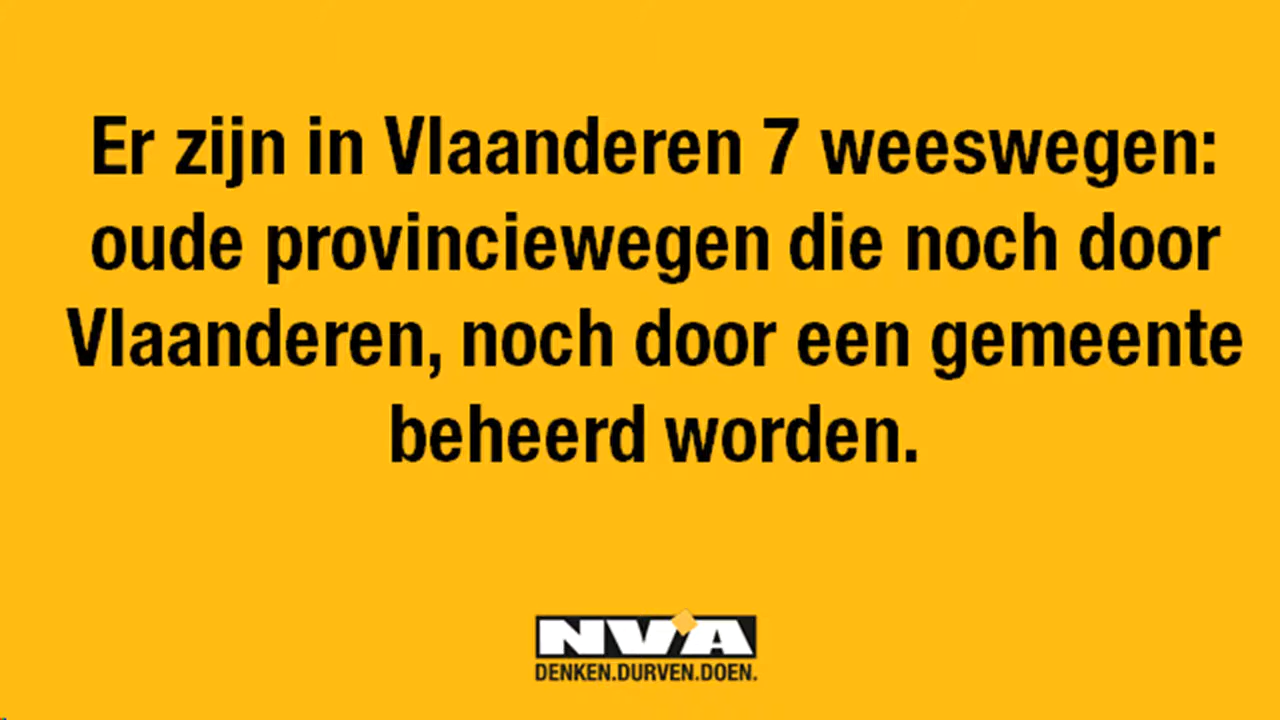 Er zijn in Vlaanderen 7 weeswegen:
oude provinciewegen die noch door
Vlaanderen, noch door een gemeente
beheerd worden.
N-VA
DENKEN.DURVEN.DOEN.